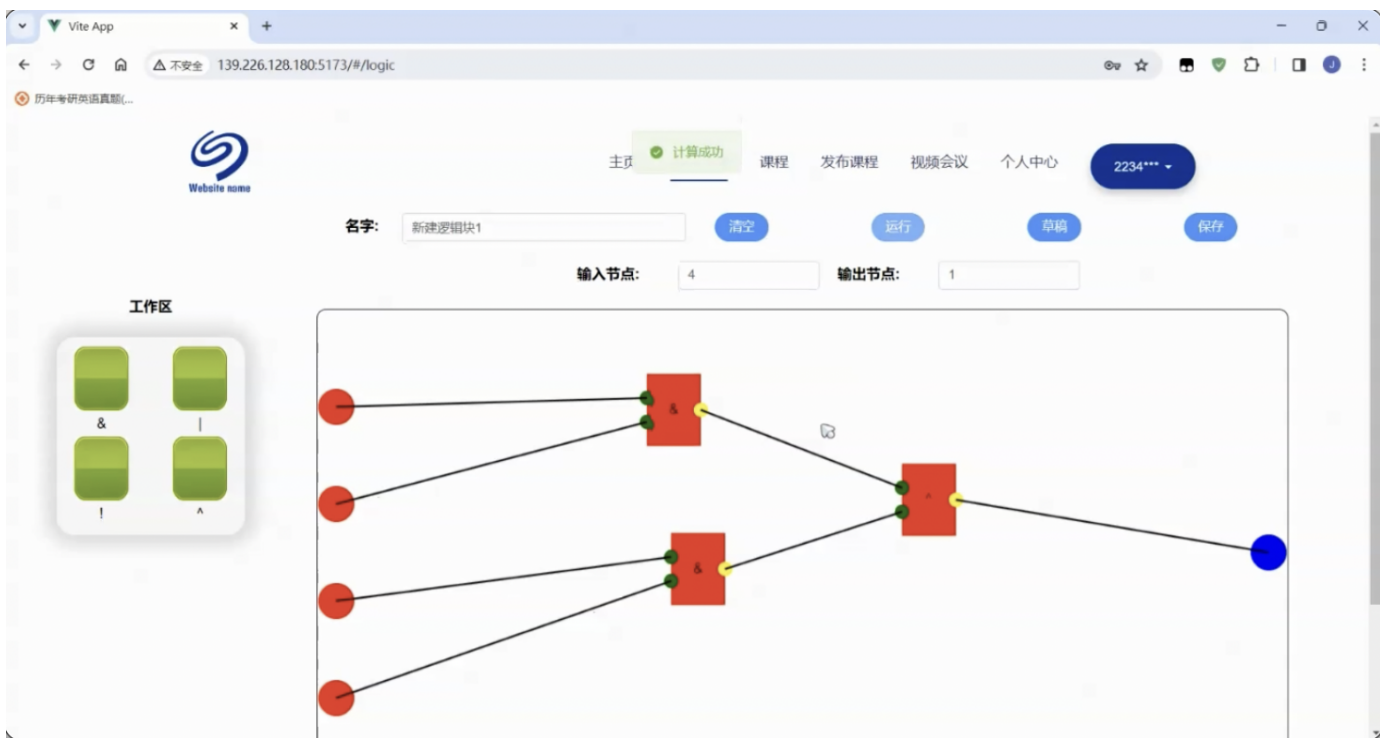 Vite App
不安全 139.226.128.180:5173/#/logic
历年考研英语真题(...
J
Website name
主页 计算成功 课程 发布课程 视频会议 个人中心 2234*** 
名字: 新建逻辑块1 清空 运行 草稿 保存
输入节点: 4 输出节点: 1
工作区
& |
! ^
&
^
&